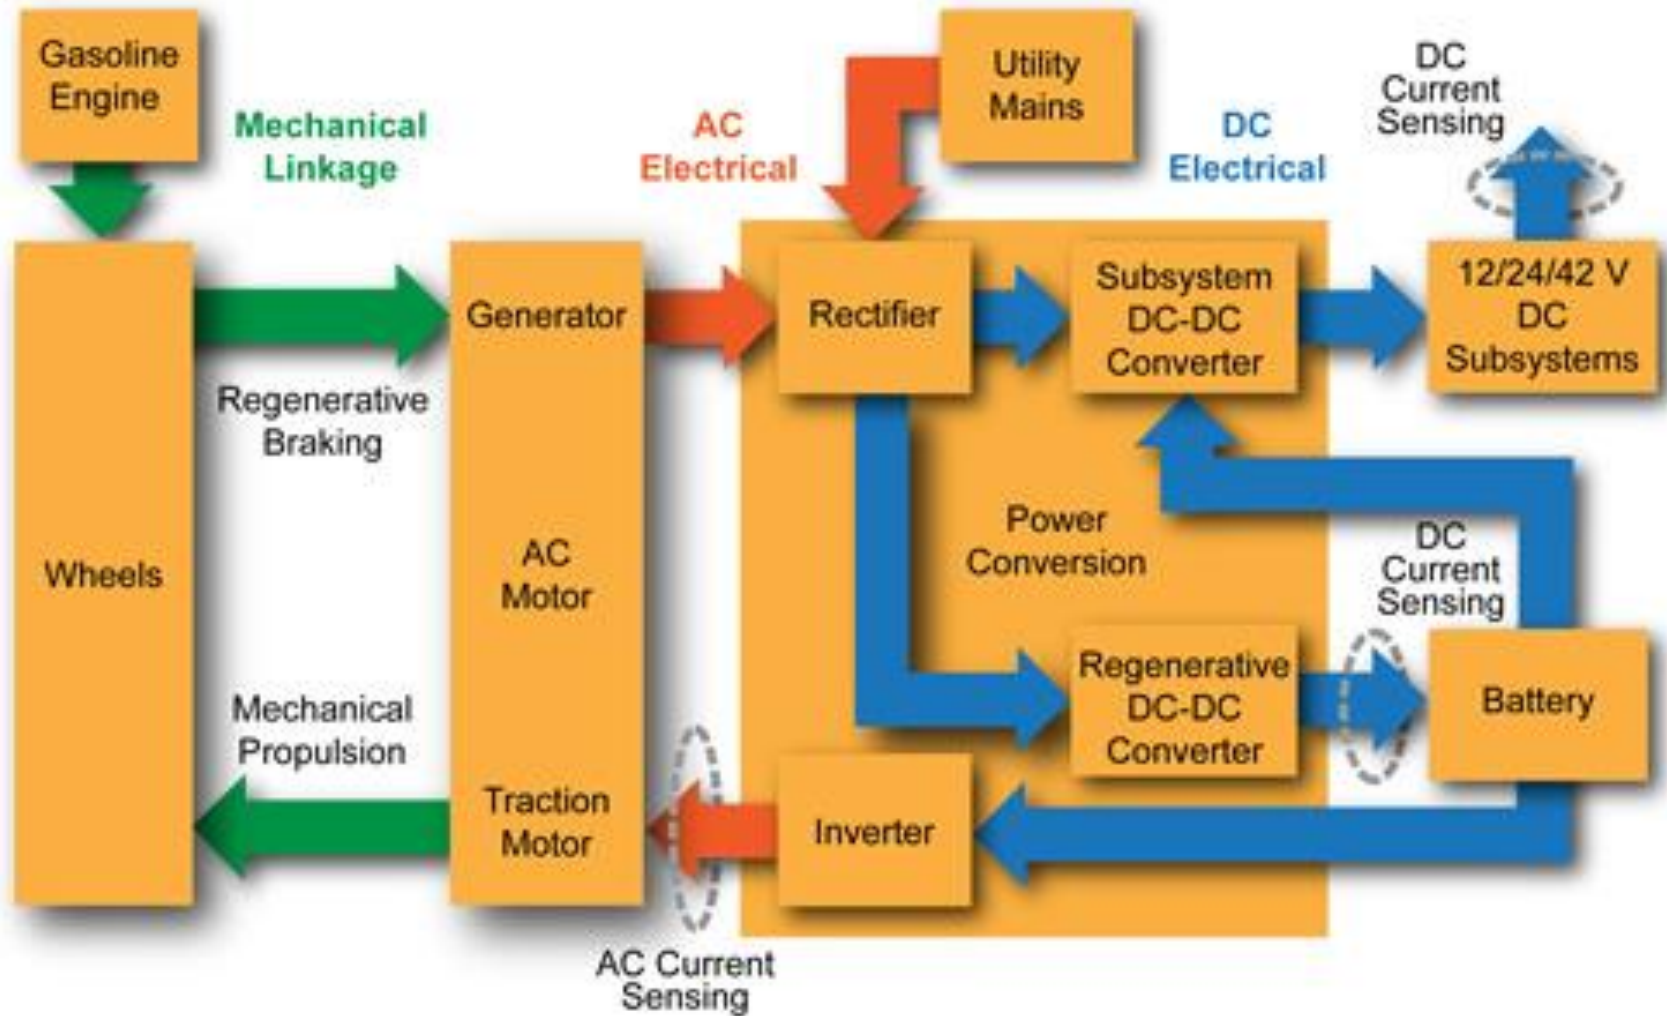 Gasoline
Engine
Mechanical
Linkage
AC
Electrical
Utility
Mains
DC
Electrical
DC
Current
Sensing
Wheels
Regenerative
Braking
Generator
Rectifier
Subsystem
DC-DC
Converter
12/24/42 V
DC
Subsystems
AC
Motor
Power
Conversion
DC
Current
Sensing
Mechanical
Propulsion
Traction
Motor
Inverter
Regenerative
DC-DC
Converter
Battery
AC Current
Sensing